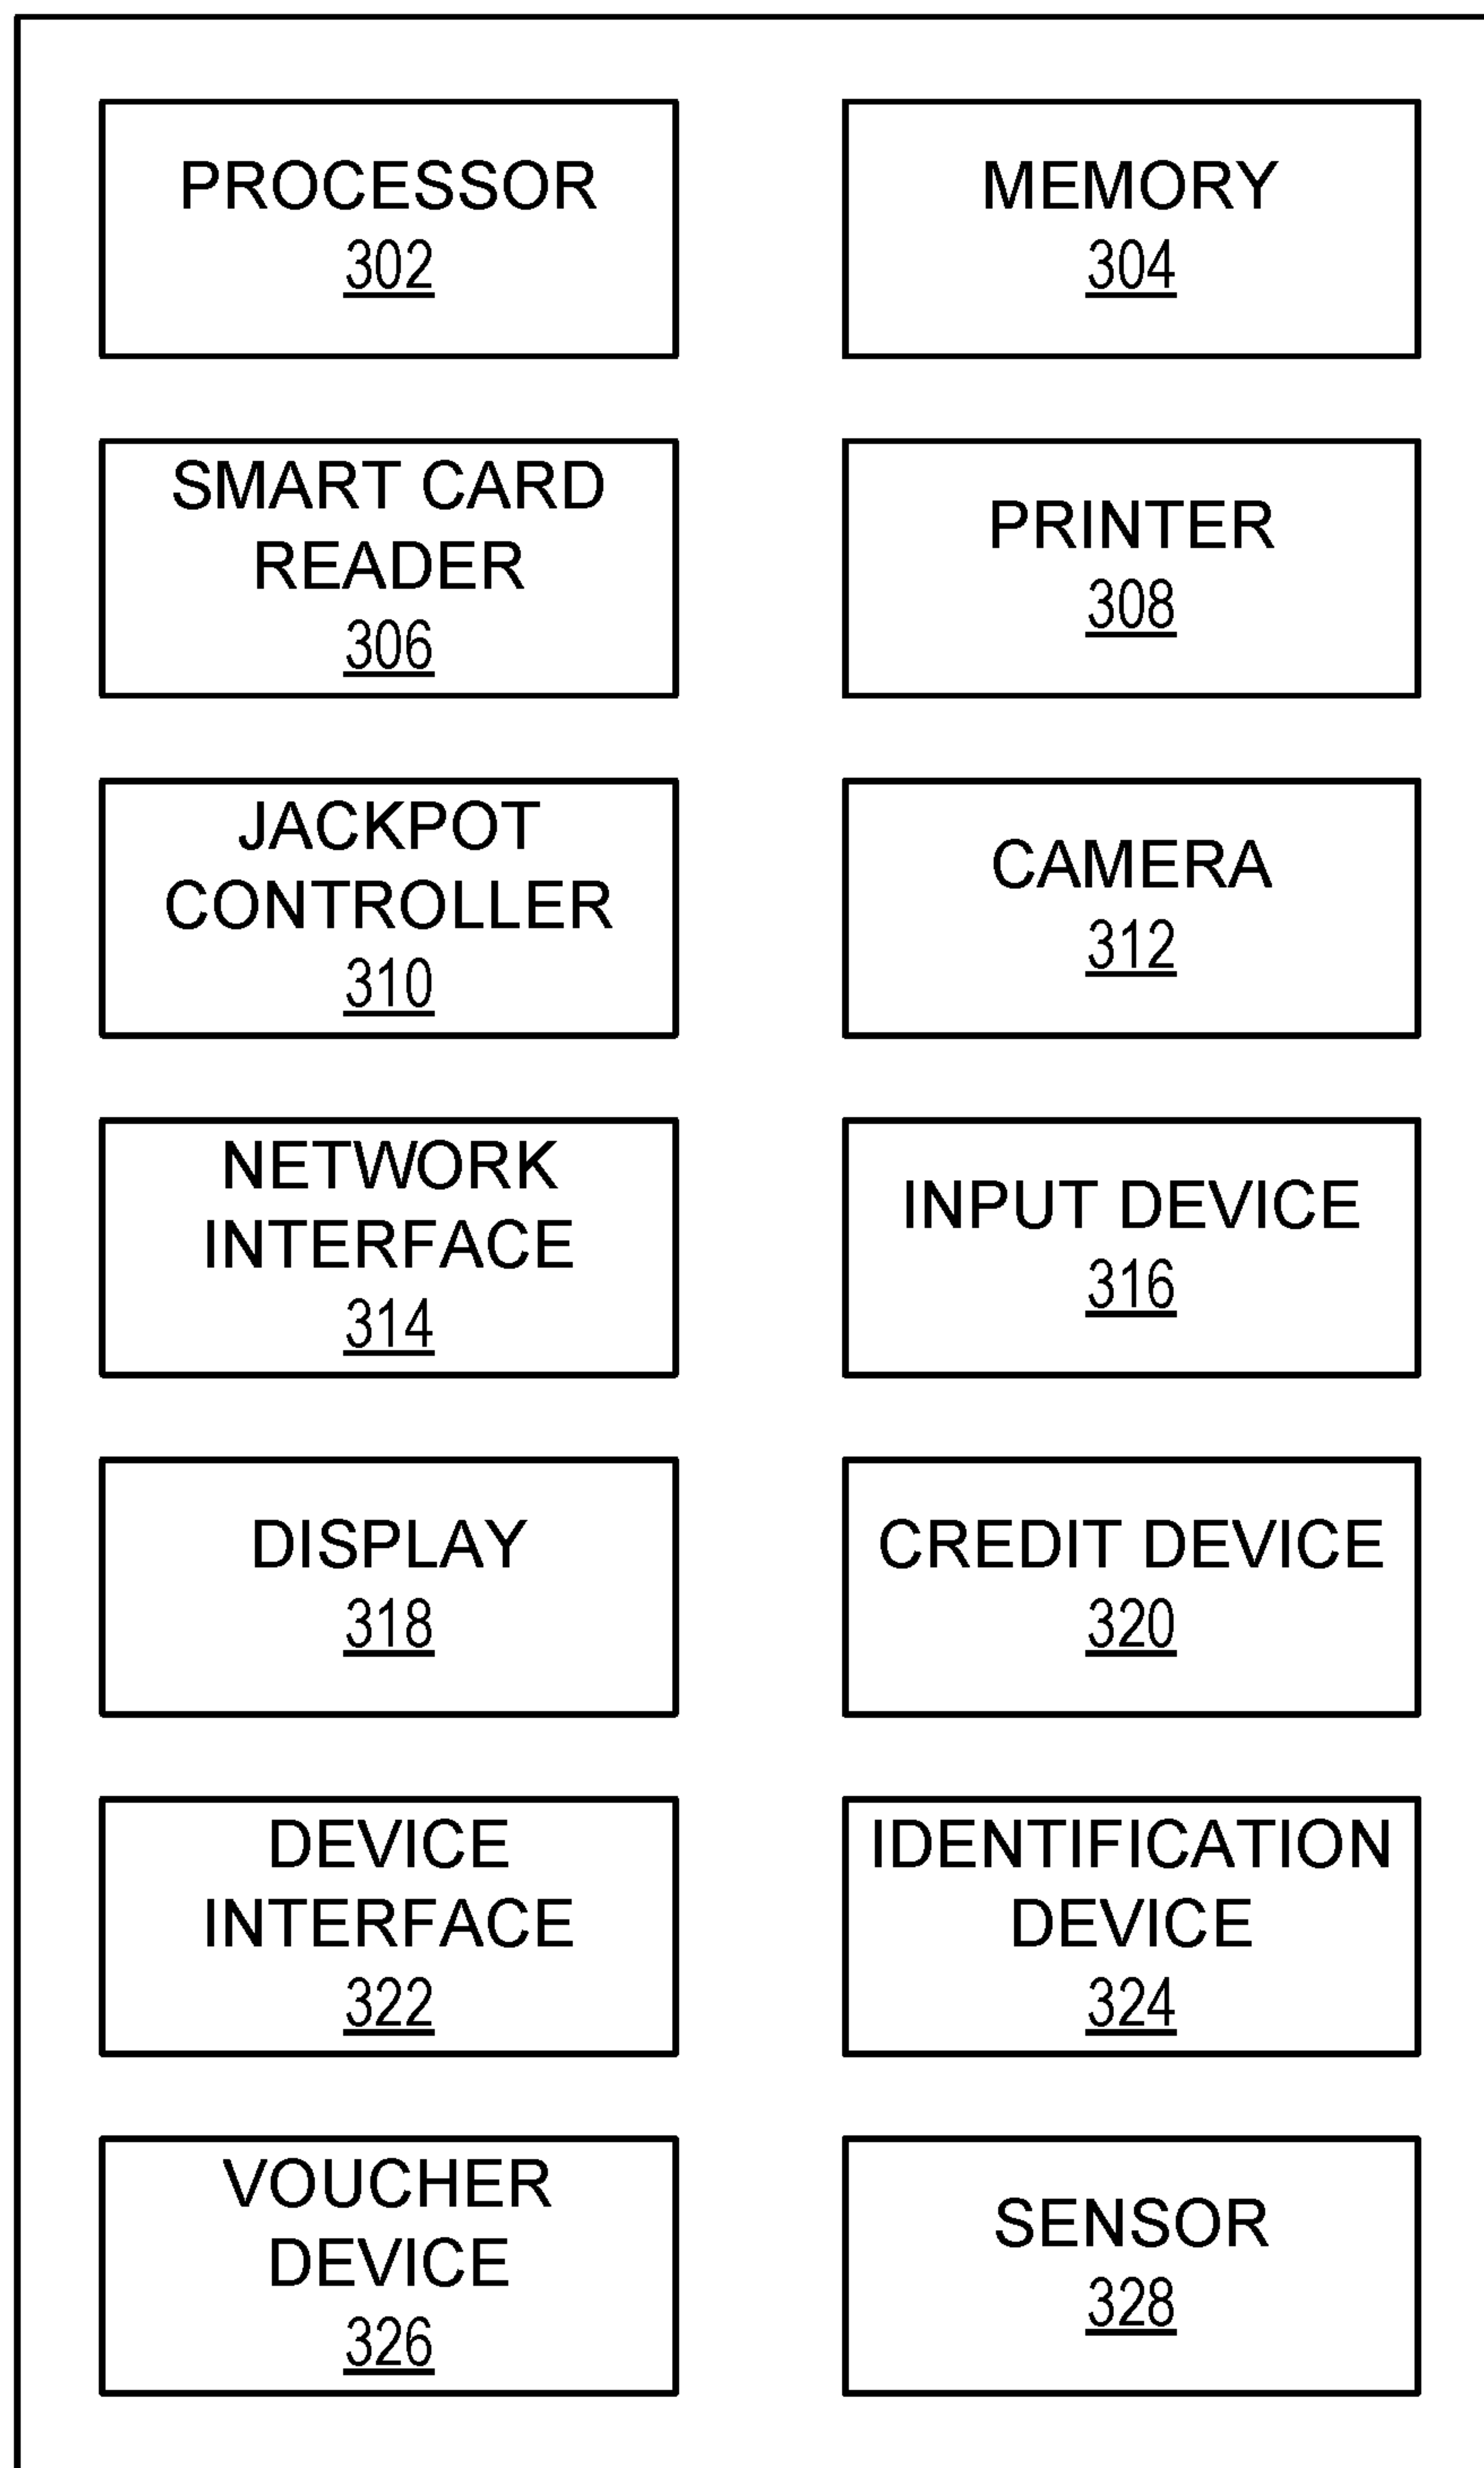 PROCESSOR
302
MEMORY
304
SMART CARD
READER
306
PRINTER
308
JACKPOT
CONTROLLER
310
CAMERA
312
NETWORK
INTERFACE
314
INPUT DEVICE
316
DISPLAY
318
CREDIT DEVICE
320
DEVICE
INTERFACE
322
IDENTIFICATION
DEVICE
324
VOUCHER
DEVICE
326
SENSOR
328